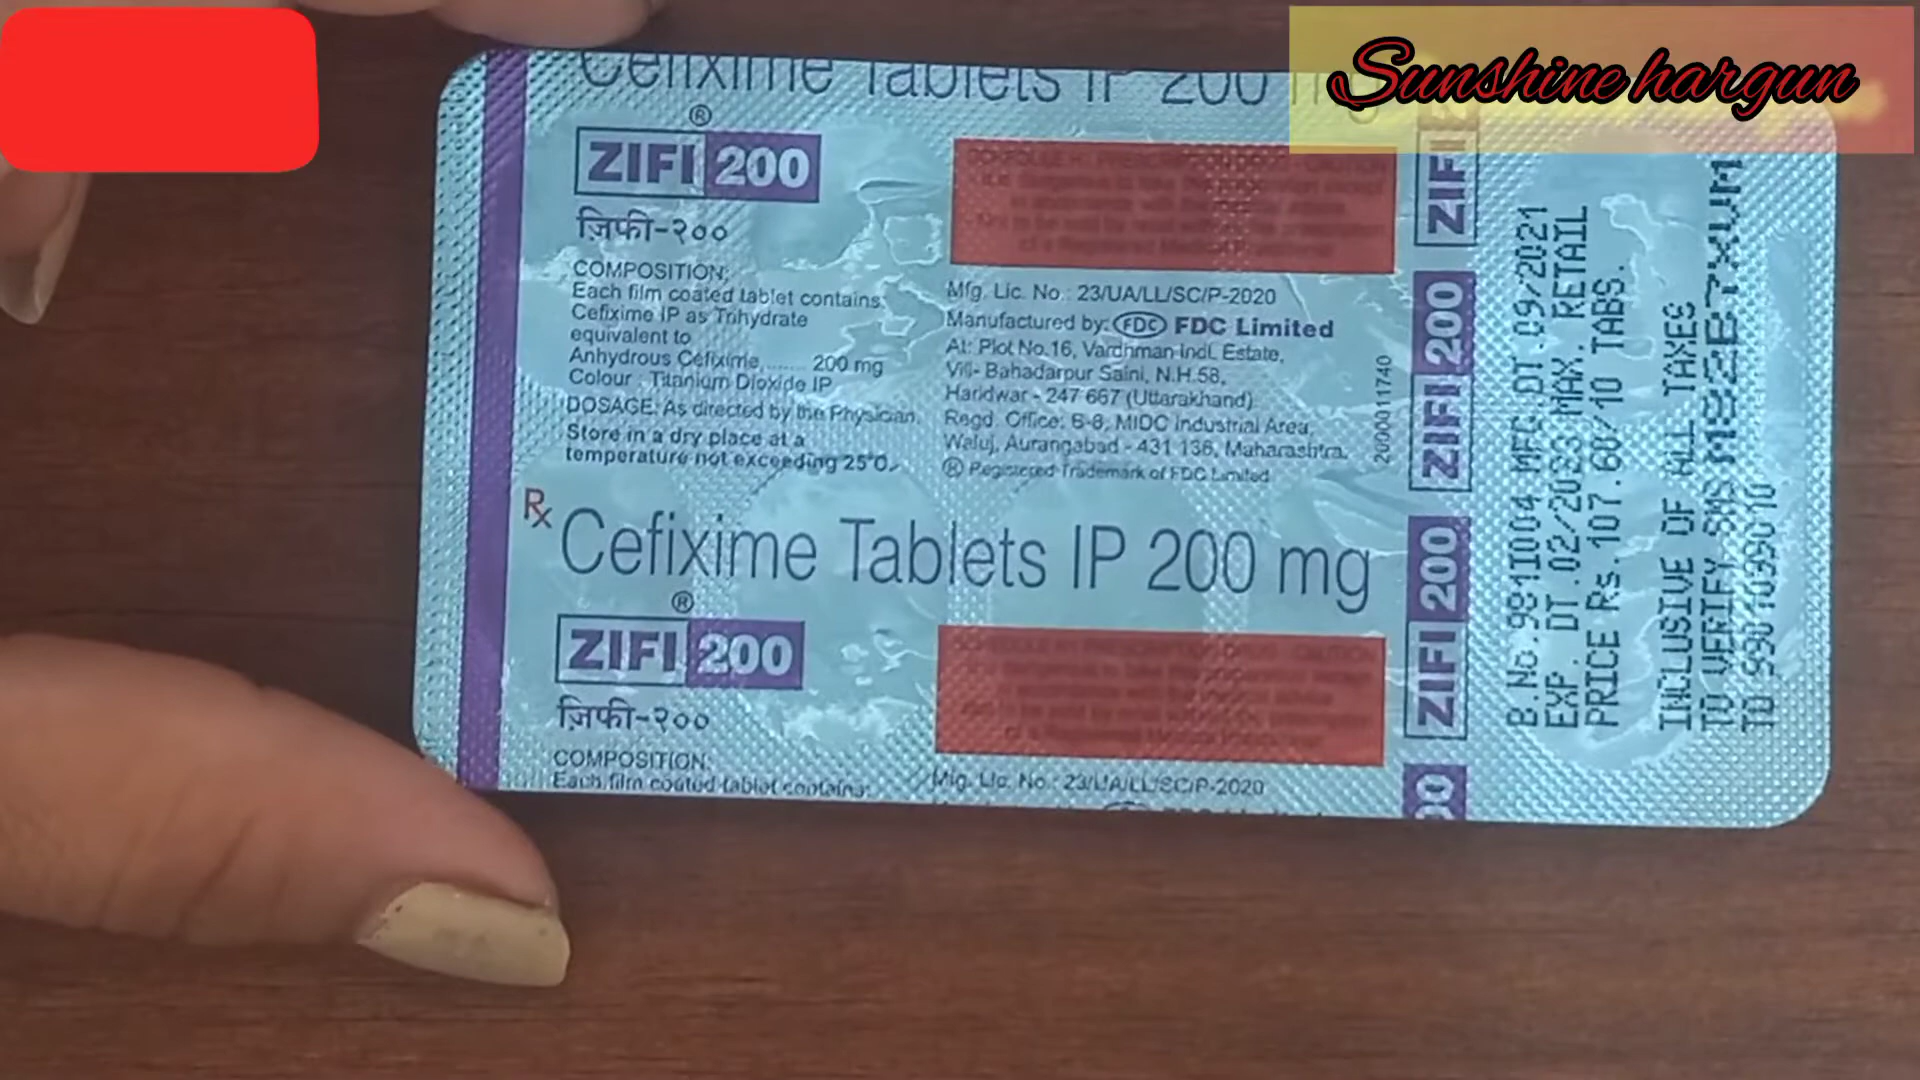 Sunshine hargun
Cefixime Tablets IP 200 mg
®
ZIFI 200
ज़िफी-२००
COMPOSITION:
Each film coated tablet contains:
Cefixime IP as Trihydrate
equivalent to
Anhydrous Cefixime....... 200 mg
Colour : Titanium Dioxide IP
DOSAGE: As directed by the Physician.
Store in a dry place at a
temperature not exceeding 25°C.
Mfg. Lic. No.: 23/UA/LL/SC/P-2020
Manufactured by: FDC FDC Limited
At: Plot No.16, Vardhman Indl. Estate,
Vill- Bahadarpur Saini, N.H.58,
Haridwar - 247 667 (Uttarakhand)
Regd. Office: B-8, MIDC Industrial Area,
Waluj, Aurangabad - 431 136, Maharashtra.
® Registered Trademark of FDC Limited
2000011740
Rx Cefixime Tablets IP 200 mg
®
ZIFI 200
ज़िफी-२००
COMPOSITION:
Each film coated tablet contains:
Mfg. Lic. No.: 23/UA/LL/SC/P-2020
ZIFI 2
ZIFI 200
ZIFI 200
00
B.No.981I004 MFG.DT.09/2021
EXP. DT.02/2023 MAX. RETAIL
PRICE Rs.107.60/10 TABS.
INCLUSIVE OF ALL TAXES
TO VERIFY SMS
TO 9901099010